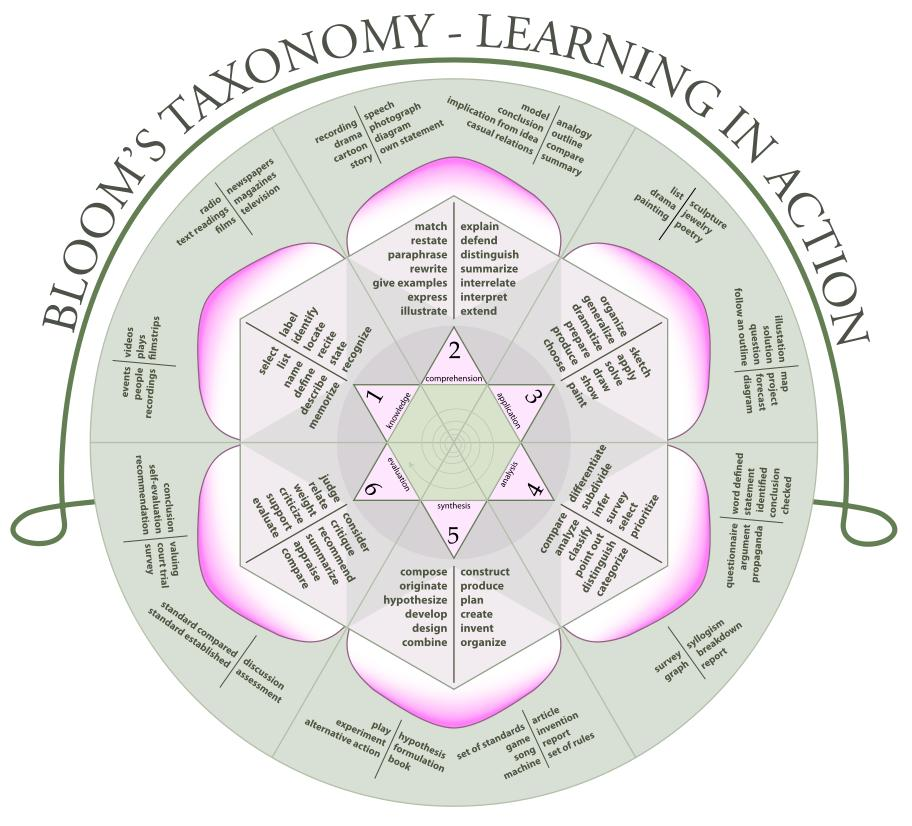 BLOOM'S TAXONOMY - LEARNING IN ACTION
1
knowledge
2
comprehension
3
application
4
analysis
5
synthesis
6
evaluation
select
list
name
define
describe
memorize
label
identify
locate
recite
state
recognize
match
restate
paraphrase
rewrite
give examples
express
illustrate
explain
defend
distinguish
summarize
interrelate
interpret
extend
organize
generalize
dramatize
prepare
produce
choose
sketch
apply
solve
draw
show
paint
compare
analyze
classify
point out
distinguish
categorize
differentiate
subdivide
infer
survey
select
prioritize
compose
originate
hypothesize
develop
design
combine
construct
produce
plan
create
invent
organize
judge
relate
weight
criticize
support
evaluate
consider
critique
recommend
summarize
appraise
compare
events
people
recordings
videos
plays
filmstrips
radio
text readings
films
newspapers
magazines
television
recording
drama
cartoon
story
speech
photograph
diagram
own statement
model
conclusion
implication from idea
casual relations
analogy
outline
compare
summary
list
drama
painting
sculpture
jewelry
poetry
illustation
solution
question
follow an outline
map
project
forecast
diagram
word defined
statement
identified
conclusion
checked
questionnaire
argument
propaganda
survey
graph
syllogism
breakdown
report
set of standards
game
song
machine
article
invention
report
set of rules
play
experiment
alternative action
hypothesis
formulation
book
standard compared
standard established
discussion
assessment
conclusion
self-evaluation
recommendation
valuing
court trial
survey